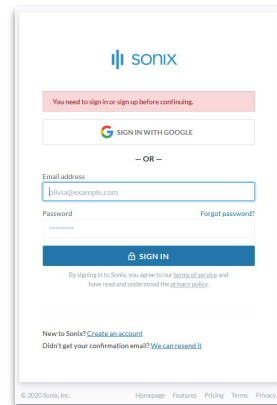 sonix
You need to sign in or sign up before continuing.
SIGN IN WITH GOOGLE
— OR —
Email address
olivia@example.com
Password Forgot password?
********
SIGN IN
By signing in to Sonix, you agree to our terms of service and
have read and understood the privacy policy.
New to Sonix? Create an account
Didn't get your confirmation email? We can resend it
© 2020 Sonix, Inc. Homepage Features Pricing Terms Privacy